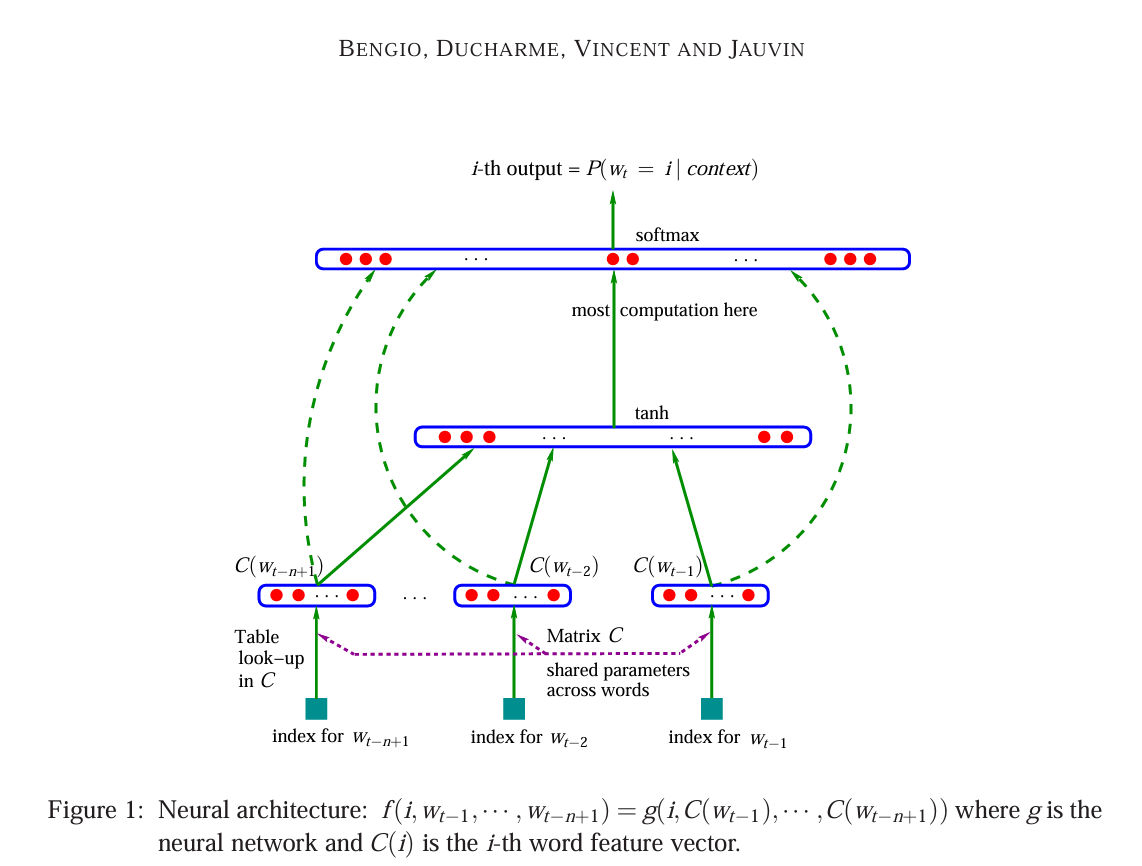 BENGIO, DUCHARME, VINCENT AND JAUVIN
i-th output = P(w_t = i | context)
softmax
. . .
. . .
most computation here
tanh
. . .
. . .
C(w_{t−n+1})
C(w_{t−2})
C(w_{t−1})
. . .
. . .
. . .
. . .
Table
look−up
in C
Matrix C
shared parameters
across words
index for w_{t−n+1}
index for w_{t−2}
index for w_{t−1}
Figure 1: Neural architecture: f(i, w_{t−1}, ··· , w_{t−n+1}) = g(i, C(w_{t−1}), ··· , C(w_{t−n+1})) where g is the
neural network and C(i) is the i-th word feature vector.